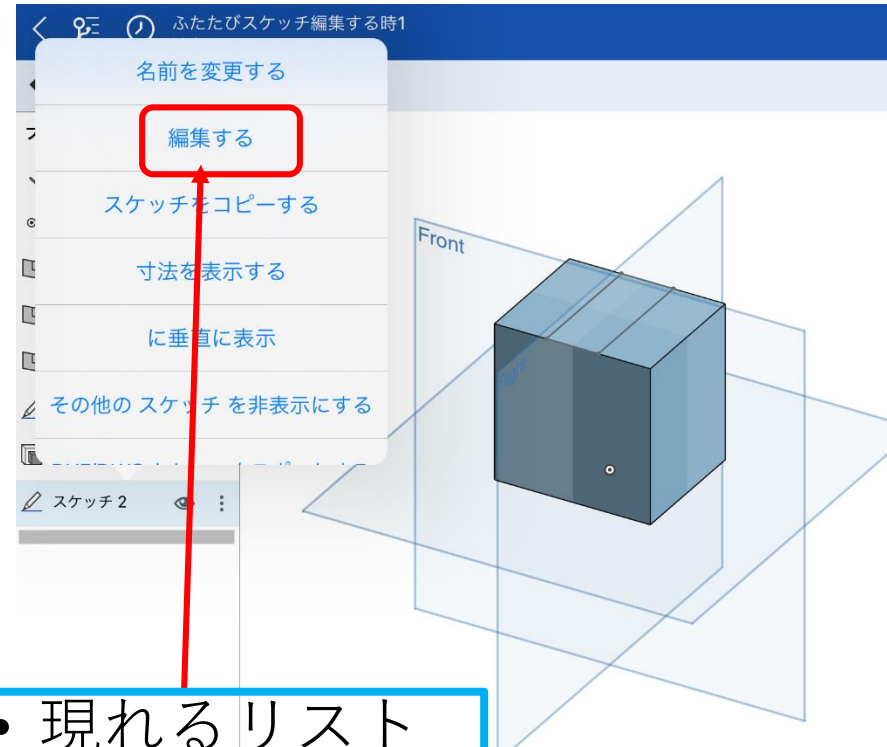 ふたたびスケッチ編集する時1
名前を変更する
編集する
スケッチをコピーする
寸法を表示する
に垂直に表示
その他の スケッチ を非表示にする
スケッチ 2
Front
Right
• 現れるリスト